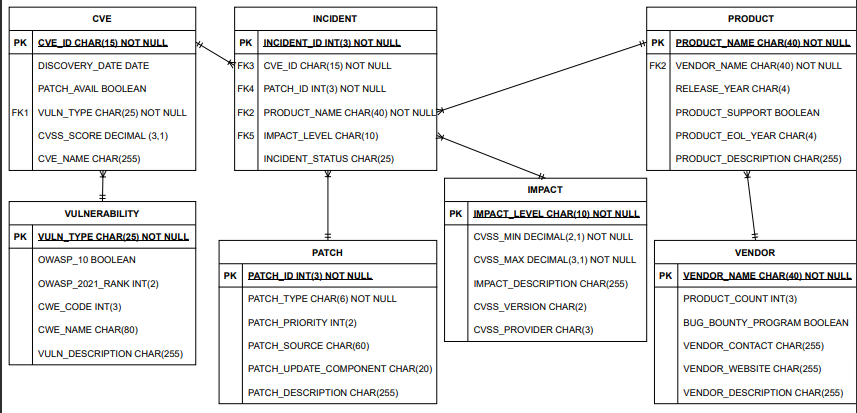 CVE
PK CVE_ID CHAR(15) NOT NULL
DISCOVERY_DATE DATE
PATCH_AVAIL BOOLEAN
FK1 VULN_TYPE CHAR(25) NOT NULL
CVSS_SCORE DECIMAL (3,1)
CVE_NAME CHAR(255)
INCIDENT
PK INCIDENT_ID INT(3) NOT NULL
FK3 CVE_ID CHAR(15) NOT NULL
FK4 PATCH_ID INT(3) NOT NULL
FK2 PRODUCT_NAME CHAR(40) NOT NULL
FK5 IMPACT_LEVEL CHAR(10)
INCIDENT_STATUS CHAR(25)
PRODUCT
PK PRODUCT_NAME CHAR(40) NOT NULL
FK2 VENDOR_NAME CHAR(40) NOT NULL
RELEASE_YEAR CHAR(4)
PRODUCT_SUPPORT BOOLEAN
PRODUCT_EOL_YEAR CHAR(4)
PRODUCT_DESCRIPTION CHAR(255)
VULNERABILITY
PK VULN_TYPE CHAR(25) NOT NULL
OWASP_10 BOOLEAN
OWASP_2021_RANK INT(2)
CWE_CODE INT(3)
CWE_NAME CHAR(80)
VULN_DESCRIPTION CHAR(255)
PATCH
PK PATCH_ID INT(3) NOT NULL
PATCH_TYPE CHAR(6) NOT NULL
PATCH_PRIORITY INT(2)
PATCH_SOURCE CHAR(60)
PATCH_UPDATE_COMPONENT CHAR(20)
PATCH_DESCRIPTION CHAR(255)
IMPACT
PK IMPACT_LEVEL CHAR(10) NOT NULL
CVSS_MIN DECIMAL(2,1) NOT NULL
CVSS_MAX DECIMAL(3,1) NOT NULL
IMPACT_DESCRIPTION CHAR(255)
CVSS_VERSION CHAR(2)
CVSS_PROVIDER CHAR(3)
VENDOR
PK VENDOR_NAME CHAR(40) NOT NULL
PRODUCT_COUNT INT(3)
BUG_BOUNTY_PROGRAM BOOLEAN
VENDOR_CONTACT CHAR(255)
VENDOR_WEBSITE CHAR(255)
VENDOR_DESCRIPTION CHAR(255)